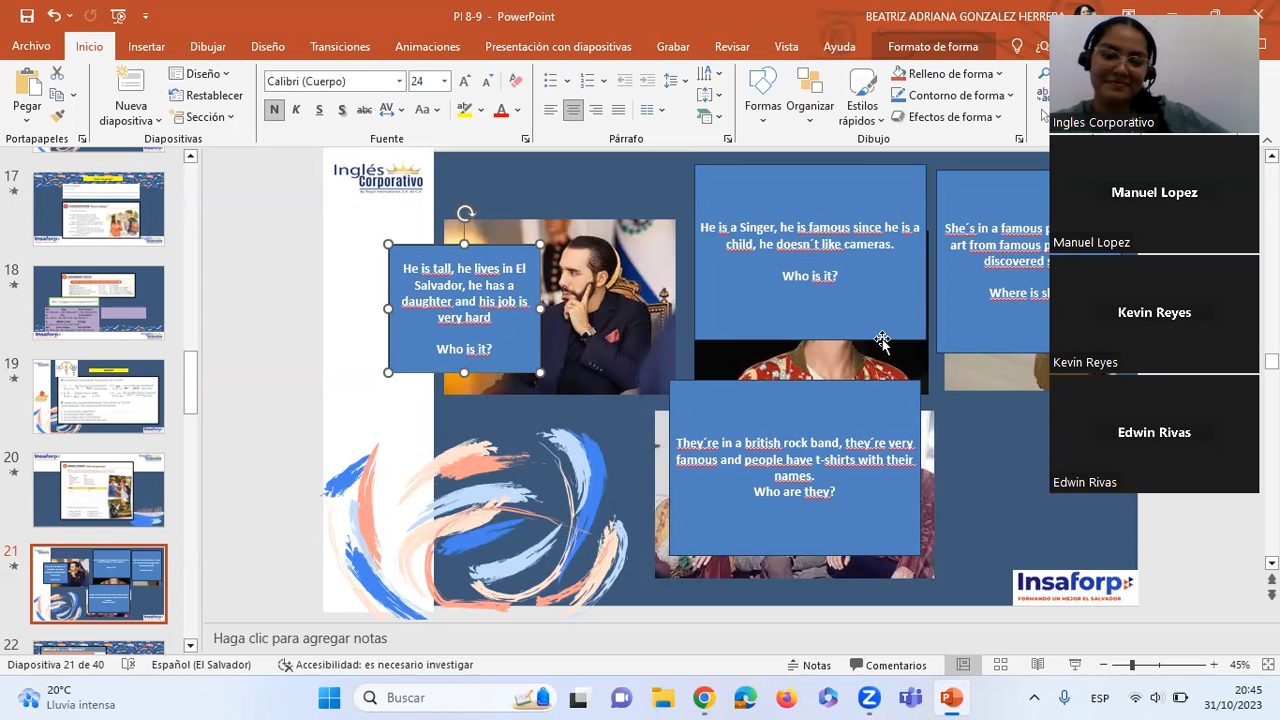 PI 8-9 - PowerPoint
BEATRIZ ADRIANA GONZALEZ HERRE
Archivo
Inicio
Insertar
Dibujar
Diseño
Transiciones
Animaciones
Presentación con diapositivas
Grabar
Revisar
Vista
Ayuda
Formato de forma
Pegar
Nueva
diapositiva
Diseño
Restablecer
Sección
Calibri (Cuerpo)
24
N
K
S
S
abc
AV
Aa
A
Formas
Organizar
Estilos
rápidos
Relleno de forma
Contorno de forma
Efectos de forma
Portapapeles
Diapositivas
Fuente
Párrafo
Dibujo
Ingles Corporativo
Manuel Lopez
Manuel Lopez
Kevin Reyes
Kevin Reyes
Edwin Rivas
Edwin Rivas
17
18
19
20
21
22
Inglés
Corporativo
He is tall, he lives in El
Salvador, he has a
daughter and his job is
very hard
Who is it?
He is a Singer, he is famous since he is a
child, he doesn´t like cameras.
Who is it?
She´s in a famous p
art from famous p
discovered s
Where is s
They´re in a british rock band, they´re very
famous and people have t-shirts with their
names.
Who are they?
Insaforp
FORMANDO UN MEJOR EL SALVADOR
Haga clic para agregar notas
Diapositiva 21 de 40
Español (El Salvador)
Accesibilidad: es necesario investigar
Notas
Comentarios
45%
20°C
Lluvia intensa
Buscar
ESP
20:45
31/10/2023